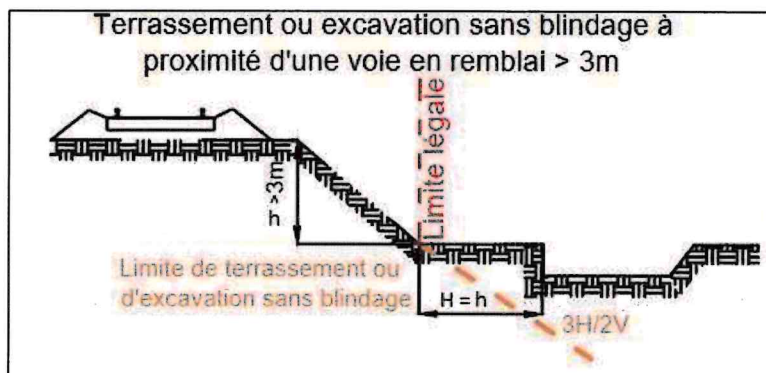 Terrassement ou excavation sans blindage à
proximité d'une voie en remblai > 3m
Limite légale
h >3m
Limite de terrassement ou
d'excavation sans blindage
H = h
3H/2V